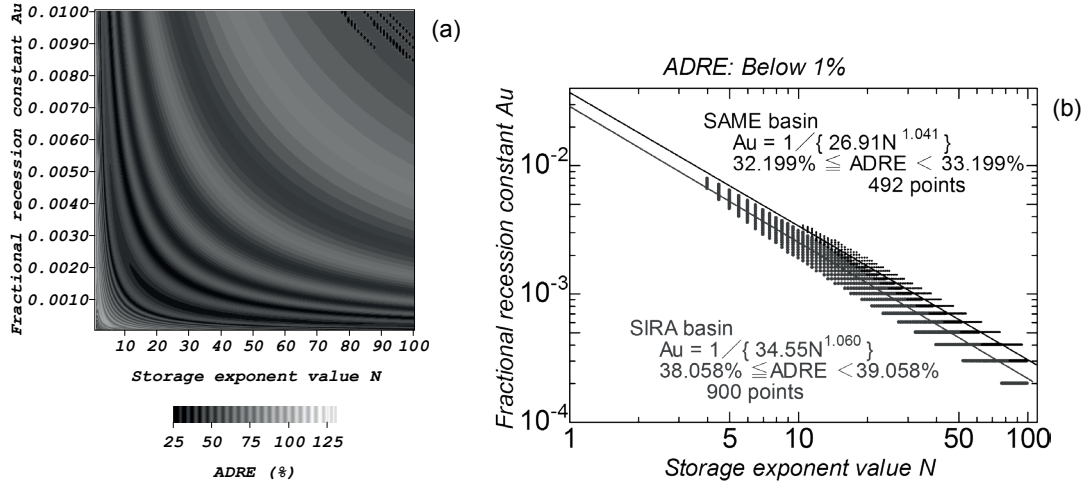 (a)
Fractional recession constant Au
0.0100
0.0090
0.0080
0.0070
0.0060
0.0050
0.0040
0.0030
0.0020
0.0010
10 20 30 40 50 60 70 80 90 100
Storage exponent value N
25 50 75 100 125
ADRE (%)
ADRE: Below 1%
(b)
Fractional recession constant Au
10⁻²
10⁻³
10⁻⁴
SAME basin
Au = 1／{ 26.91N^1.041 }
32.199% ≦ ADRE < 33.199%
492 points
SIRA basin
Au = 1／{ 34.55N^1.060 }
38.058% ≦ADRE <39.058%
900 points
1 5 10 50 100
Storage exponent value N